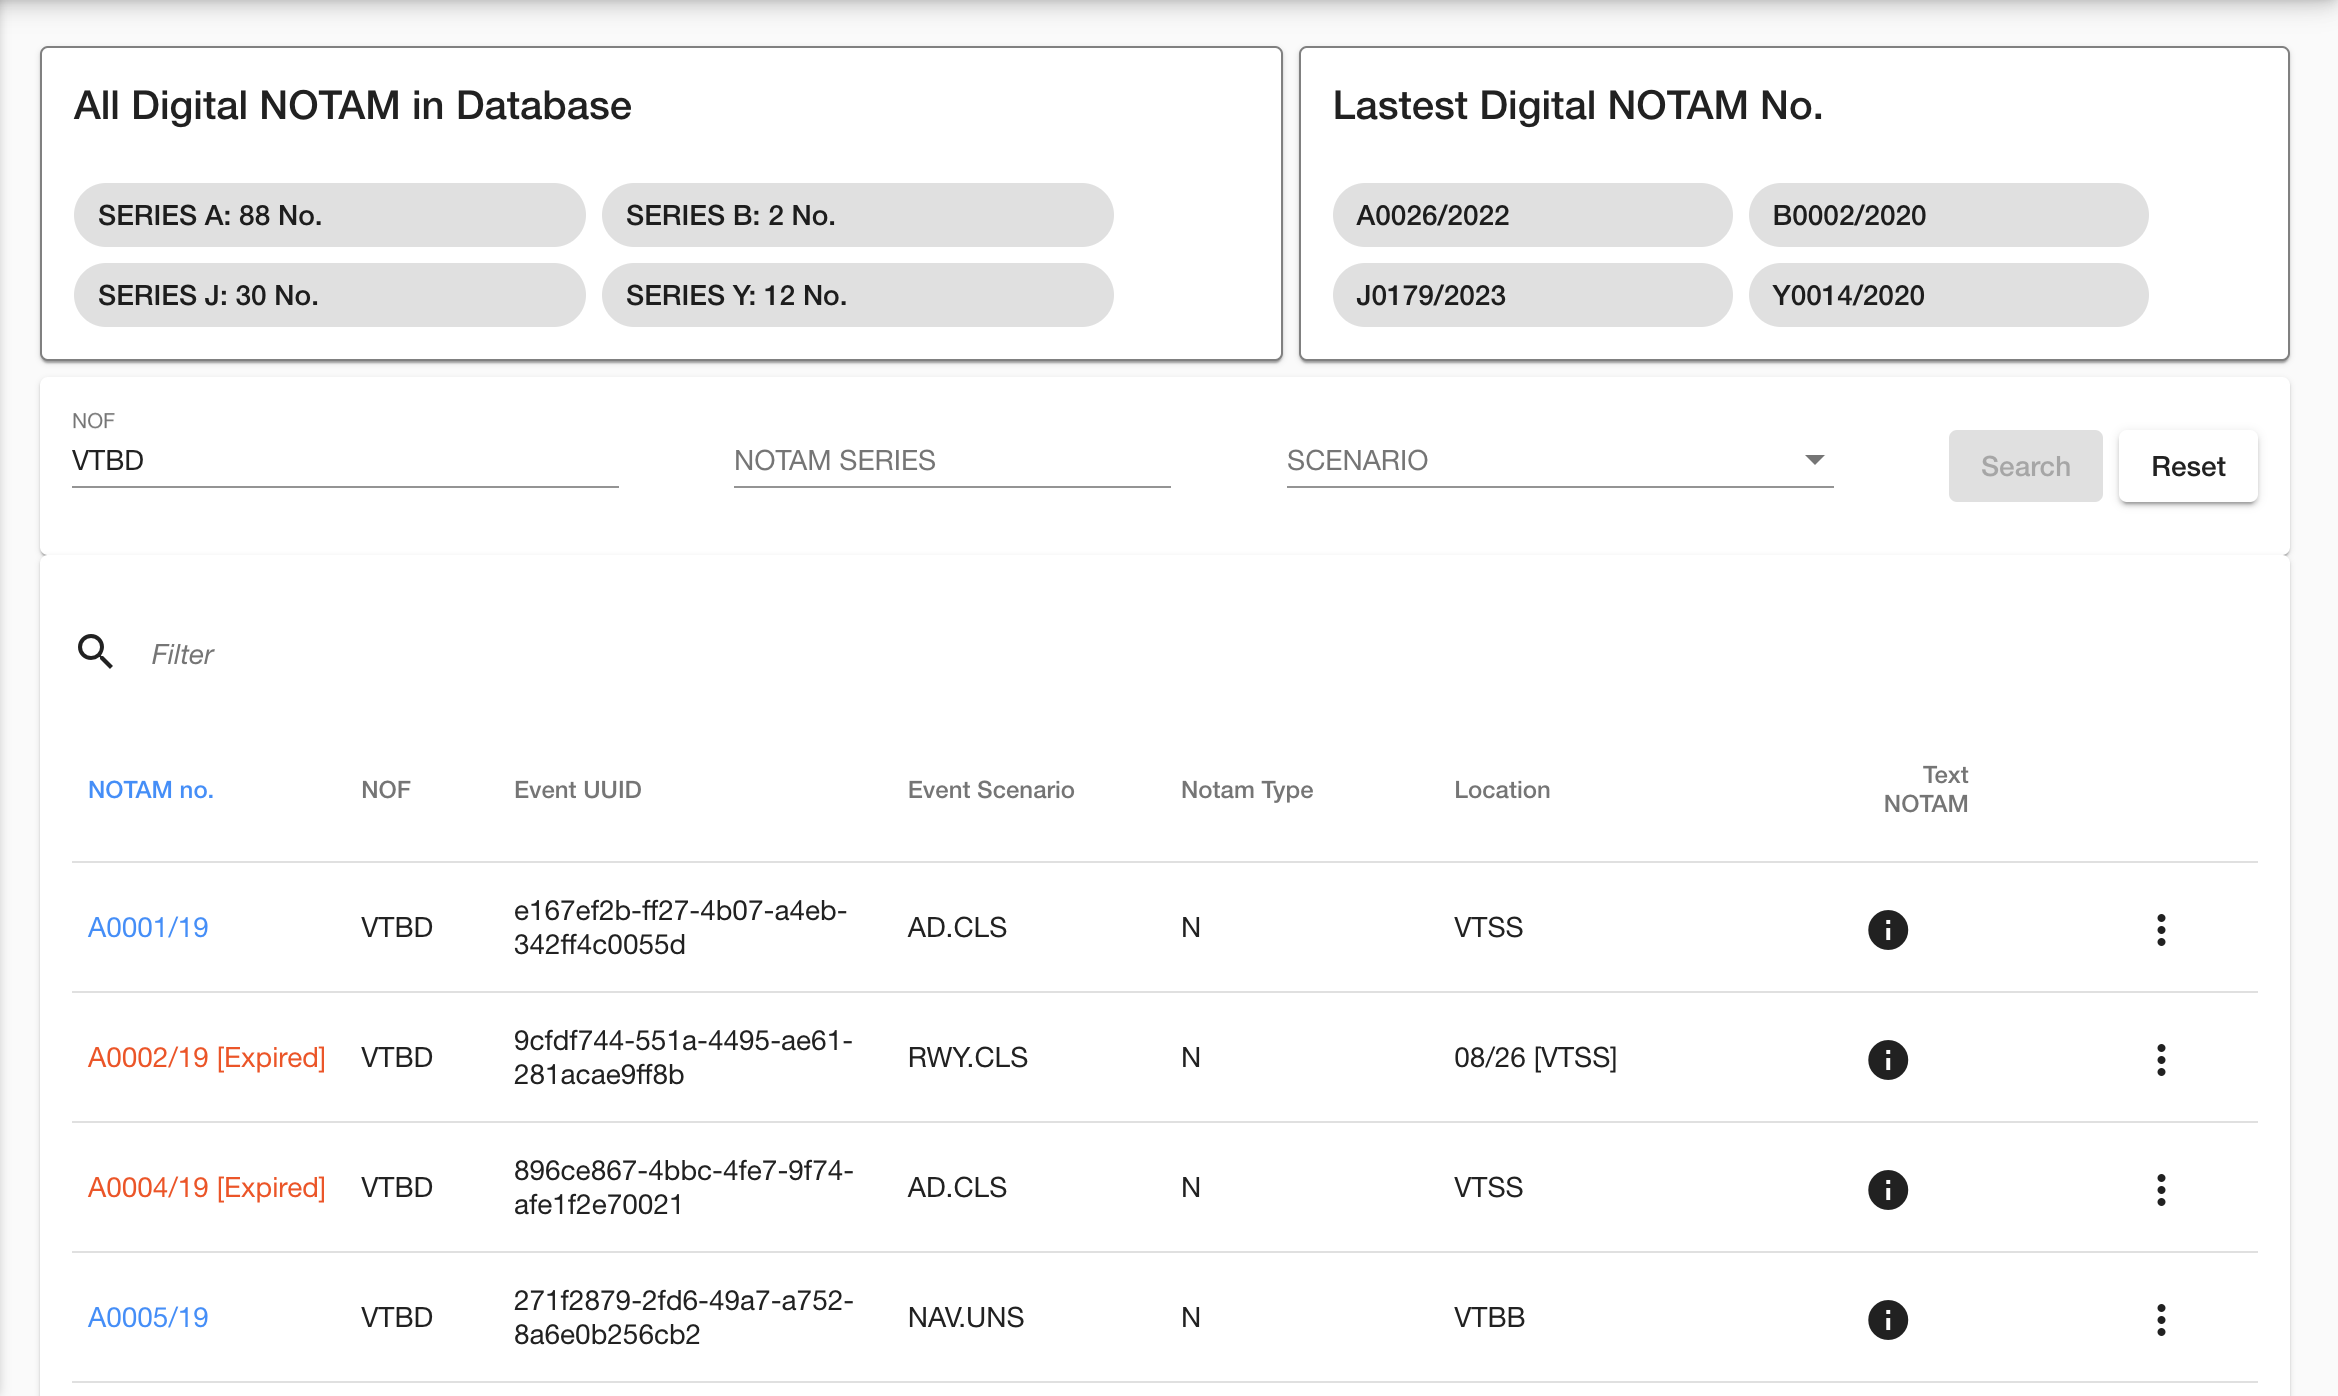 All Digital NOTAM in Database
SERIES A: 88 No.
SERIES B: 2 No.
SERIES J: 30 No.
SERIES Y: 12 No.
Lastest Digital NOTAM No.
A0026/2022
B0002/2020
J0179/2023
Y0014/2020
NOF
VTBD
NOTAM SERIES
SCENARIO
Search
Reset
Filter
NOTAM no.
NOF
Event UUID
Event Scenario
Notam Type
Location
Text
NOTAM
A0001/19
VTBD
e167ef2b-ff27-4b07-a4eb-
342ff4c0055d
AD.CLS
N
VTSS
A0002/19 [Expired]
VTBD
9cfdf744-551a-4495-ae61-
281acae9ff8b
RWY.CLS
N
08/26 [VTSS]
A0004/19 [Expired]
VTBD
896ce867-4bbc-4fe7-9f74-
afe1f2e70021
AD.CLS
N
VTSS
A0005/19
VTBD
271f2879-2fd6-49a7-a752-
8a6e0b256cb2
NAV.UNS
N
VTBB